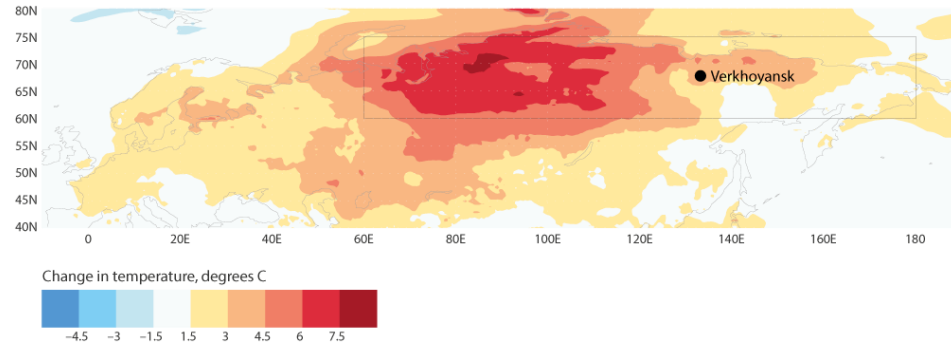 80N
75N
70N
65N
60N
55N
50N
45N
40N
Verkhoyansk
0 20E 40E 60E 80E 100E 120E 140E 160E 180
Change in temperature, degrees C
–4.5 –3 –1.5 1.5 3 4.5 6 7.5